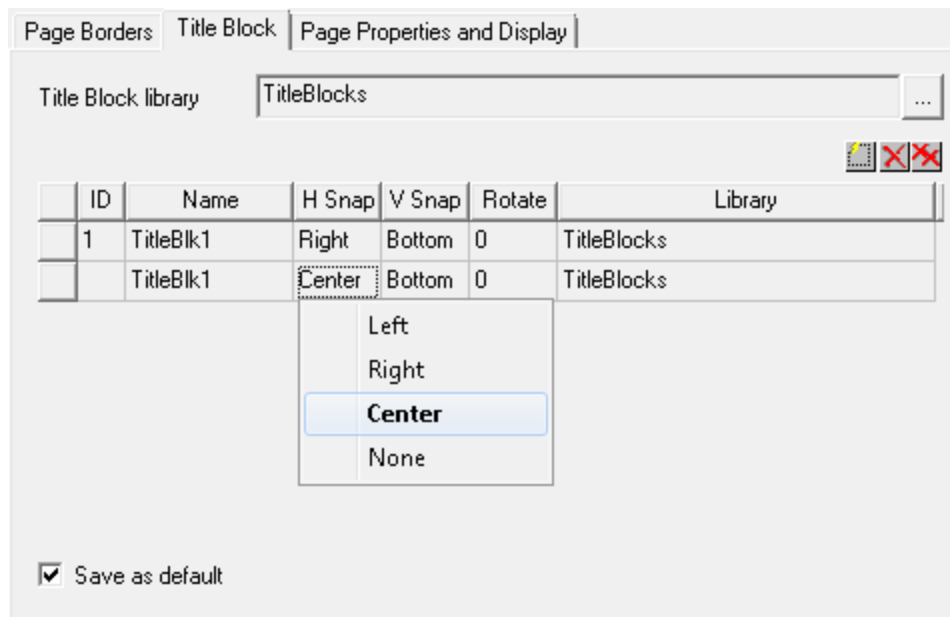 Page Borders Title Block Page Properties and Display
Title Block library TitleBlocks ...
ID Name H Snap V Snap Rotate Library
1 TitleBlk1 Right Bottom 0 TitleBlocks
TitleBlk1 Center Bottom 0 TitleBlocks
Left
Right
Center
None
Save as default